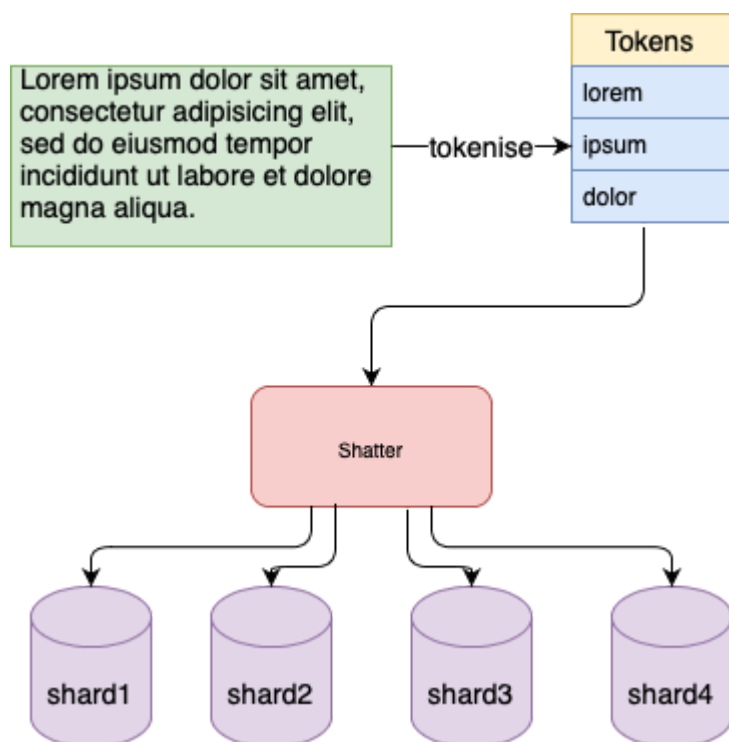 Lorem ipsum dolor sit amet,
consectetur adipisicing elit,
sed do eiusmod tempor
incididunt ut labore et dolore
magna aliqua.
tokenise
Tokens
lorem
ipsum
dolor
Shatter
shard1
shard2
shard3
shard4